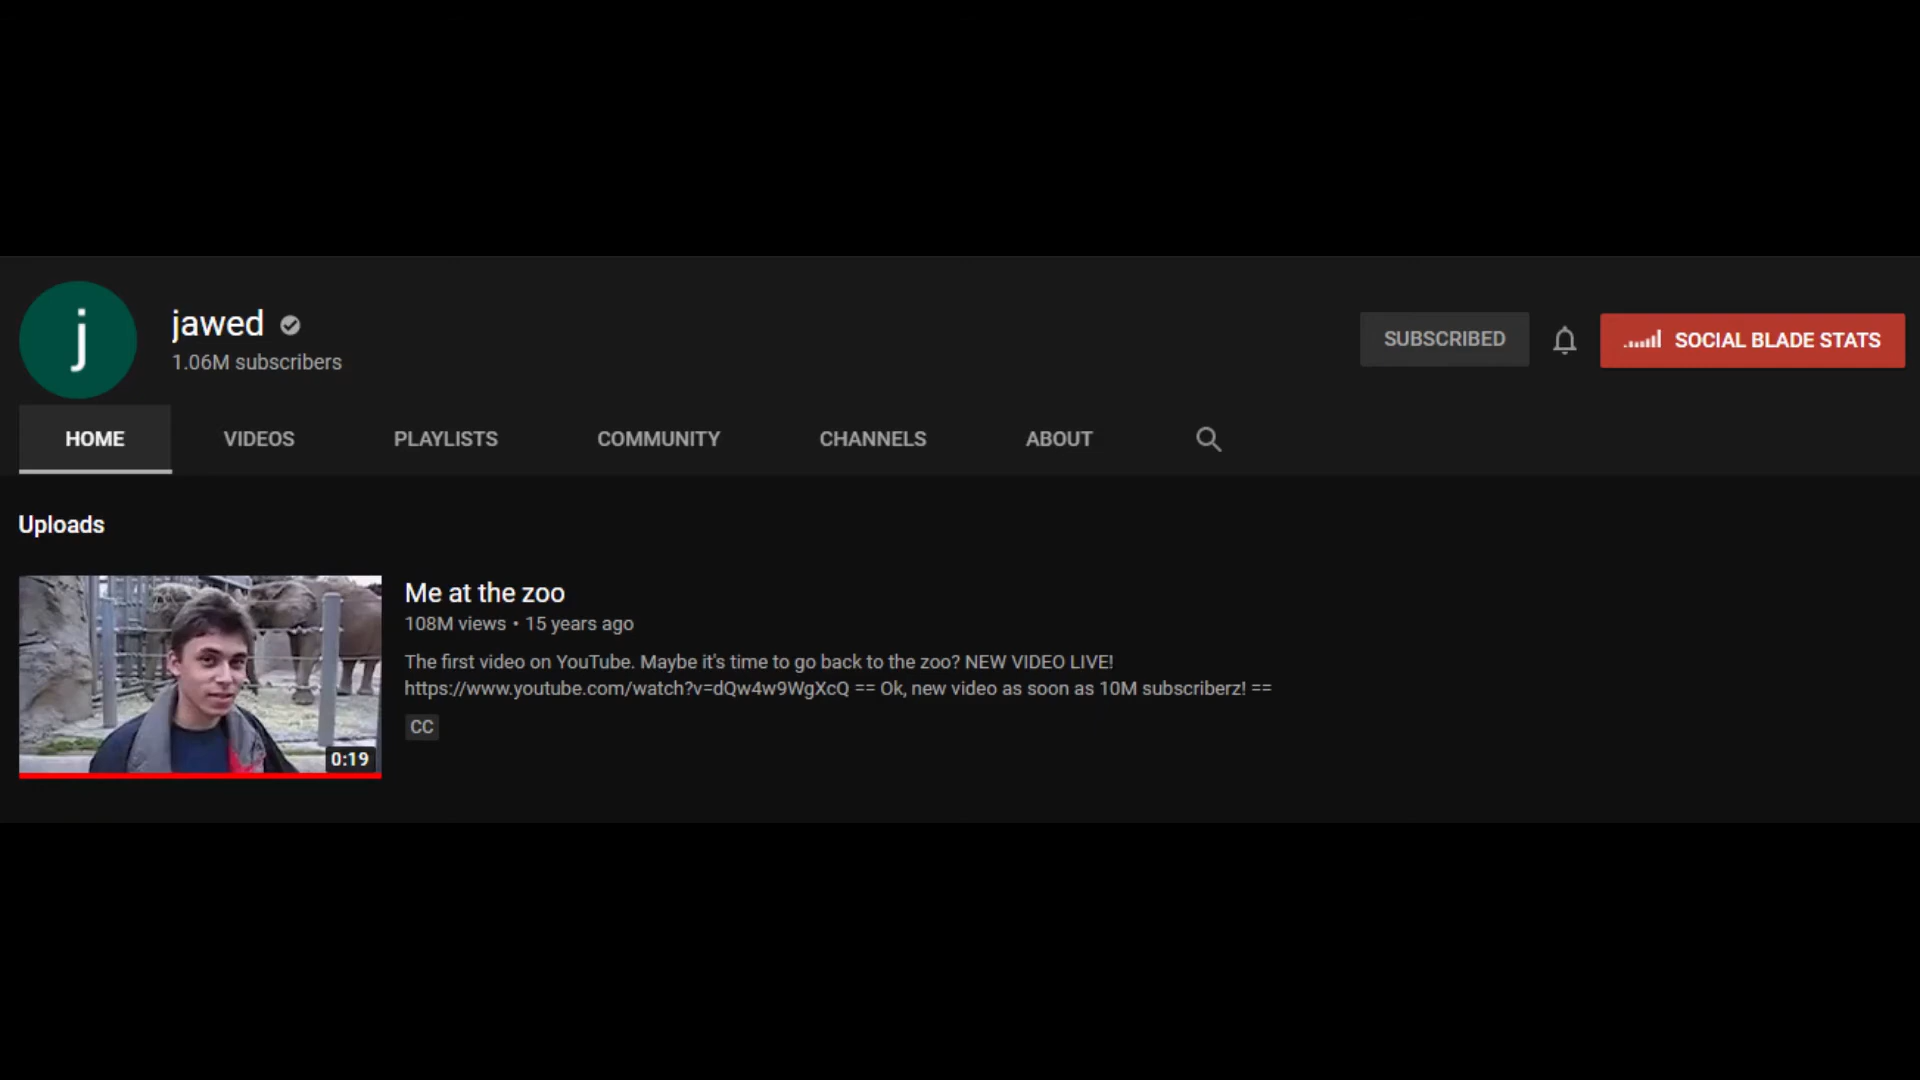 j
jawed
1.06M subscribers
SUBSCRIBED
SOCIAL BLADE STATS
HOME
VIDEOS
PLAYLISTS
COMMUNITY
CHANNELS
ABOUT
Uploads
0:19
Me at the zoo
108M views • 15 years ago
The first video on YouTube. Maybe it's time to go back to the zoo? NEW VIDEO LIVE!
https://www.youtube.com/watch?v=dQw4w9WgXcQ == Ok, new video as soon as 10M subscriberz! ==
CC